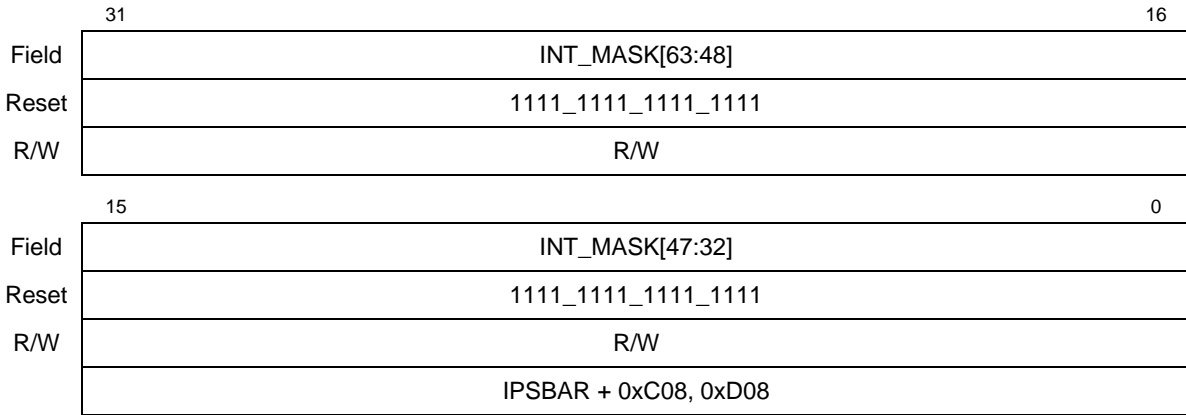 31 16
Field INT_MASK[63:48]
Reset 1111_1111_1111_1111
R/W R/W
15 0
Field INT_MASK[47:32]
Reset 1111_1111_1111_1111
R/W R/W
IPSBAR + 0xC08, 0xD08